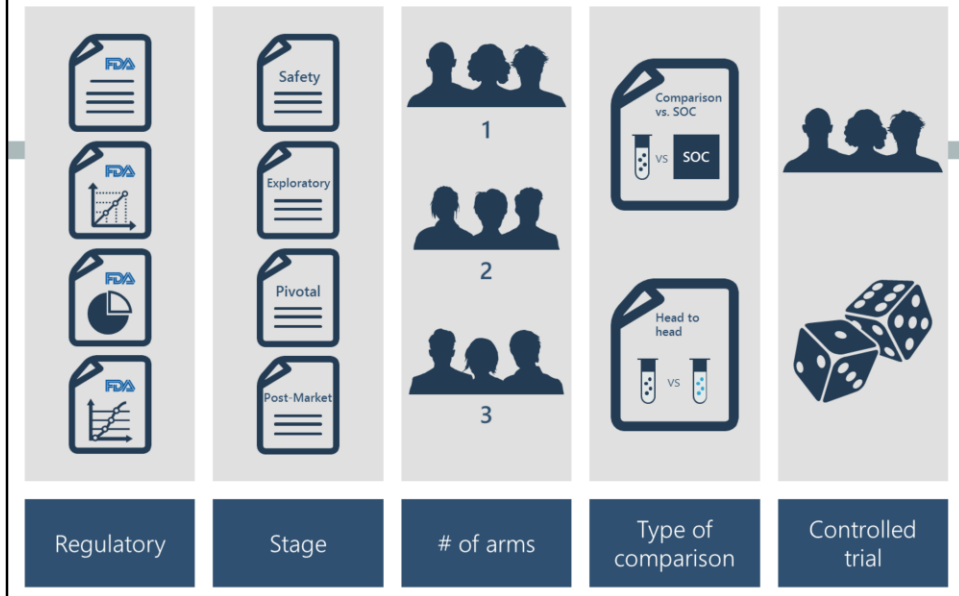 FDA
FDA
FDA
FDA
Regulatory
Safety
Exploratory
Pivotal
Post-Market
Stage
1
2
3
# of arms
Comparison
vs. SOC
VS SOC
Head to
head
VS
Type of
comparison
Controlled
trial